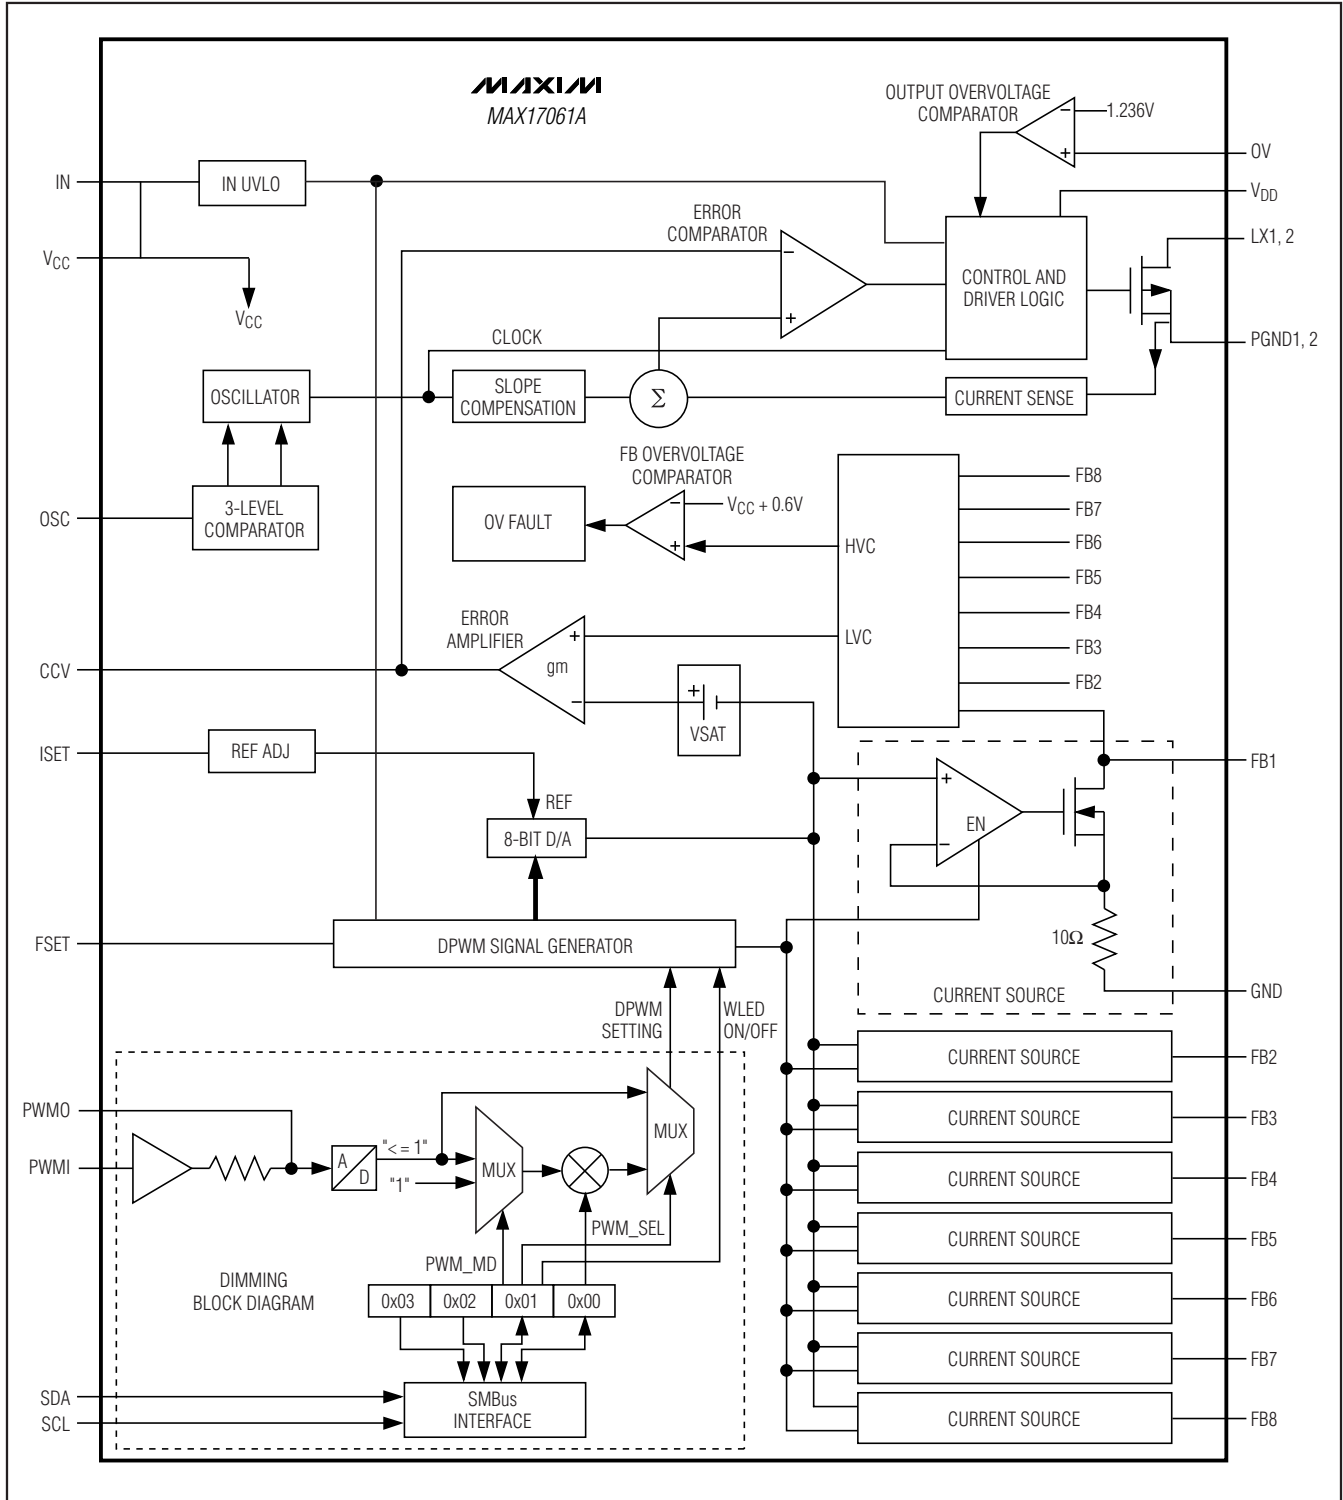 MAXIM
MAX17061A
OUTPUT OVERVOLTAGE
COMPARATOR
−
1.236V
+
OV
IN
IN UVLO
VDD
ERROR
COMPARATOR
LX1, 2
VCC
−
CONTROL AND
DRIVER LOGIC
VCC
+
CLOCK
PGND1, 2
OSCILLATOR
SLOPE
COMPENSATION
Σ
CURRENT SENSE
FB OVERVOLTAGE
COMPARATOR
FB8
OSC
3-LEVEL
COMPARATOR
OV FAULT
−
VCC + 0.6V
+
HVC
FB7
FB6
FB5
FB4
FB3
FB2
ERROR
AMPLIFIER
+
LVC
CCV
gm
−
+
VSAT
ISET
REF ADJ
FB1
REF
+
EN
−
8-BIT D/A
FSET
DPWM SIGNAL GENERATOR
10Ω
CURRENT SOURCE
GND
DPWM
SETTING
WLED
ON/OFF
CURRENT SOURCE
FB2
PWMO
CURRENT SOURCE
FB3
MUX
PWMI
A
D
"< = 1"
"1"
MUX
CURRENT SOURCE
FB4
PWM_SEL
CURRENT SOURCE
FB5
PWM_MD
DIMMING
BLOCK DIAGRAM
0x03
0x02
0x01
0x00
CURRENT SOURCE
FB6
CURRENT SOURCE
FB7
SDA
SCL
SMBus
INTERFACE
CURRENT SOURCE
FB8